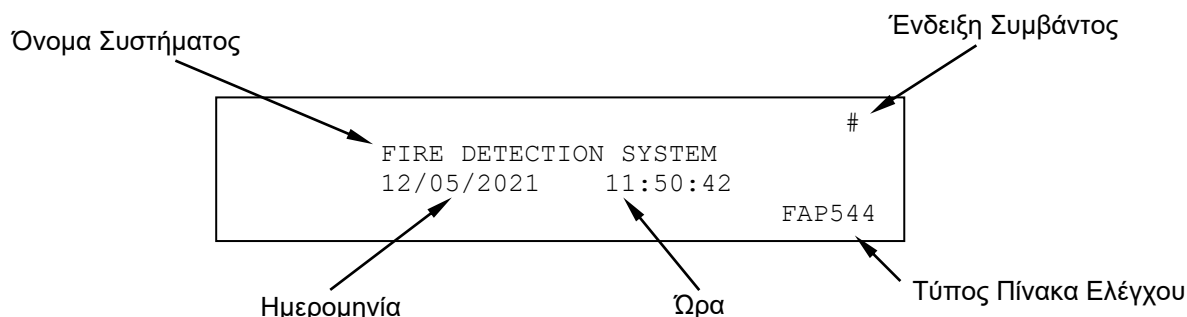 Ένδειξη Συμβάντος
Όνομα Συστήματος
#
FIRE DETECTION SYSTEM
12/05/2021 11:50:42
FAP544
Τύπος Πίνακα Ελέγχου
Ημερομηνία Ώρα